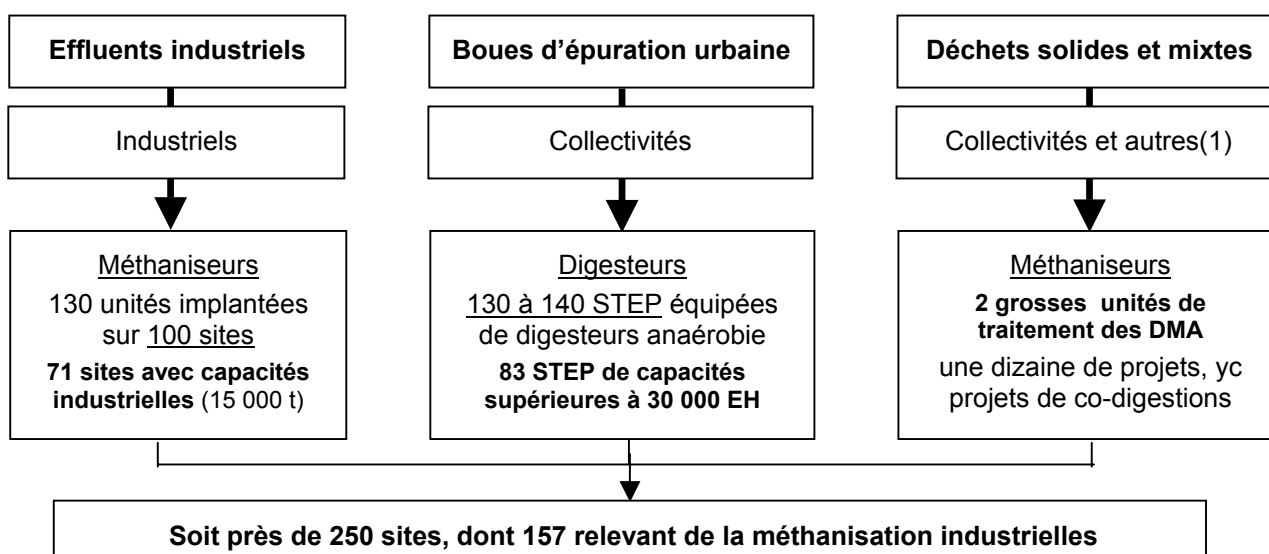 Effluents industriels
Industriels
Méthaniseurs
130 unités implantées
sur 100 sites
71 sites avec capacités
industrielles (15 000 t)
Boues d’épuration urbaine
Collectivités
Digesteurs
130 à 140 STEP équipées
de digesteurs anaérobie
83 STEP de capacités
supérieures à 30 000 EH
Déchets solides et mixtes
Collectivités et autres(1)
Méthaniseurs
2 grosses unités de
traitement des DMA
une dizaine de projets, yc
projets de co-digestions
Soit près de 250 sites, dont 157 relevant de la méthanisation industrielles